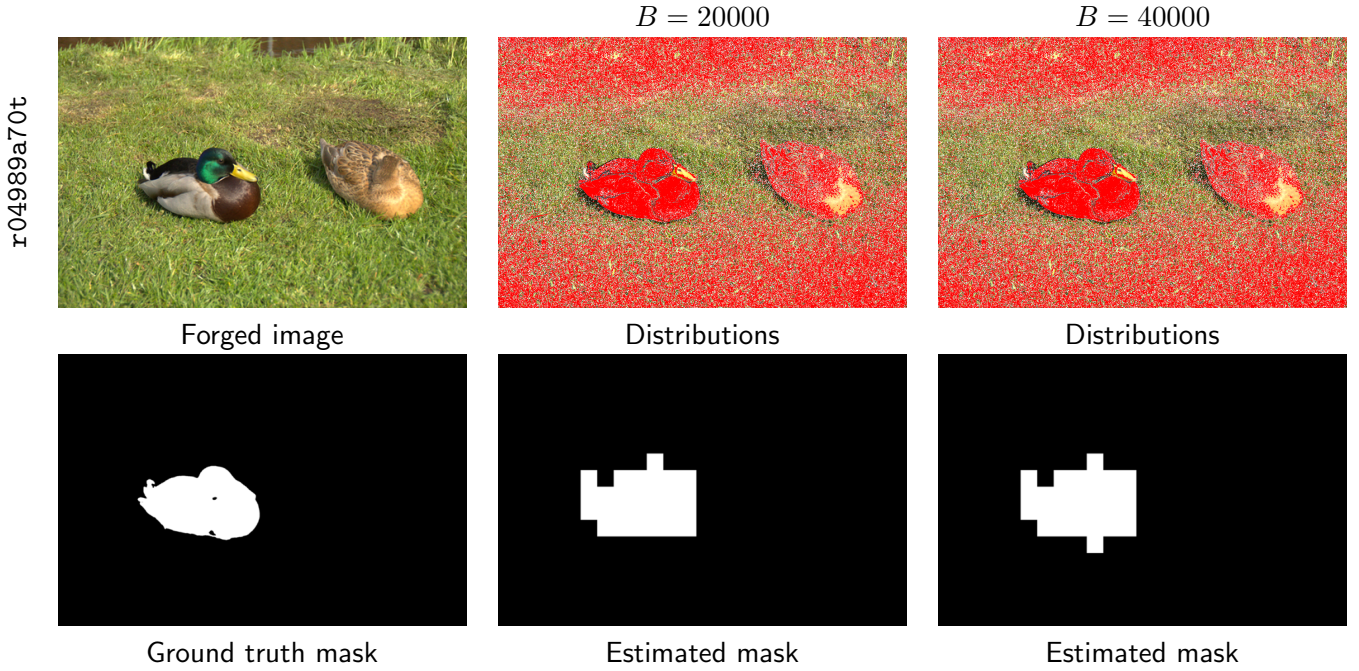 B = 20000
B = 40000
r04989a70t
Forged image
Distributions
Distributions
Ground truth mask
Estimated mask
Estimated mask